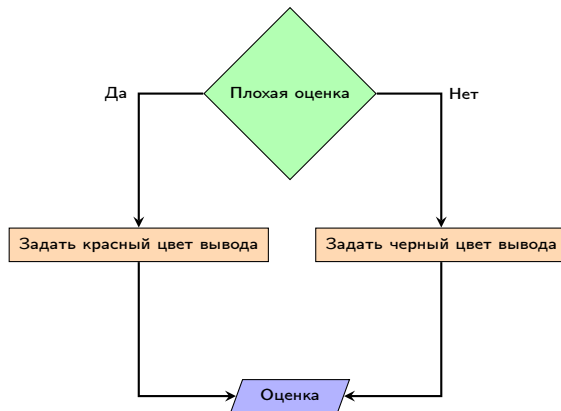 Плохая оценка
Да
Нет
Задать красный цвет вывода
Задать черный цвет вывода
Оценка